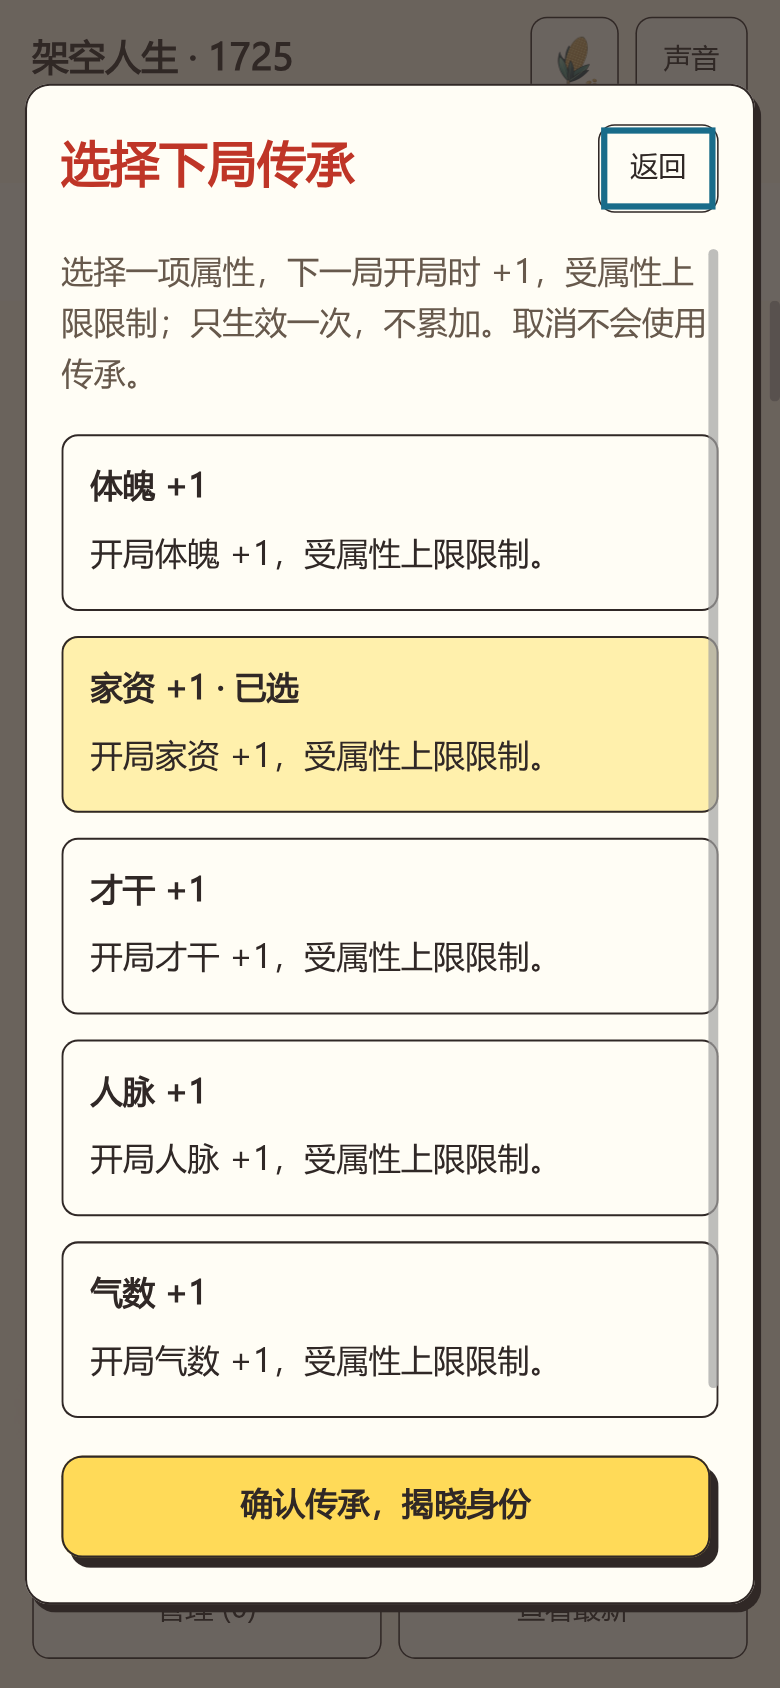 架空人生 · 1725
声音
选择下局传承
返回
选择一项属性，下一局开局时 +1，受属性上
限限制；只生效一次，不累加。取消不会使用
传承。
体魄 +1
开局体魄 +1，受属性上限限制。
家资 +1 · 已选
开局家资 +1，受属性上限限制。
才干 +1
开局才干 +1，受属性上限限制。
人脉 +1
开局人脉 +1，受属性上限限制。
气数 +1
开局气数 +1，受属性上限限制。
确认传承，揭晓身份
查看最新